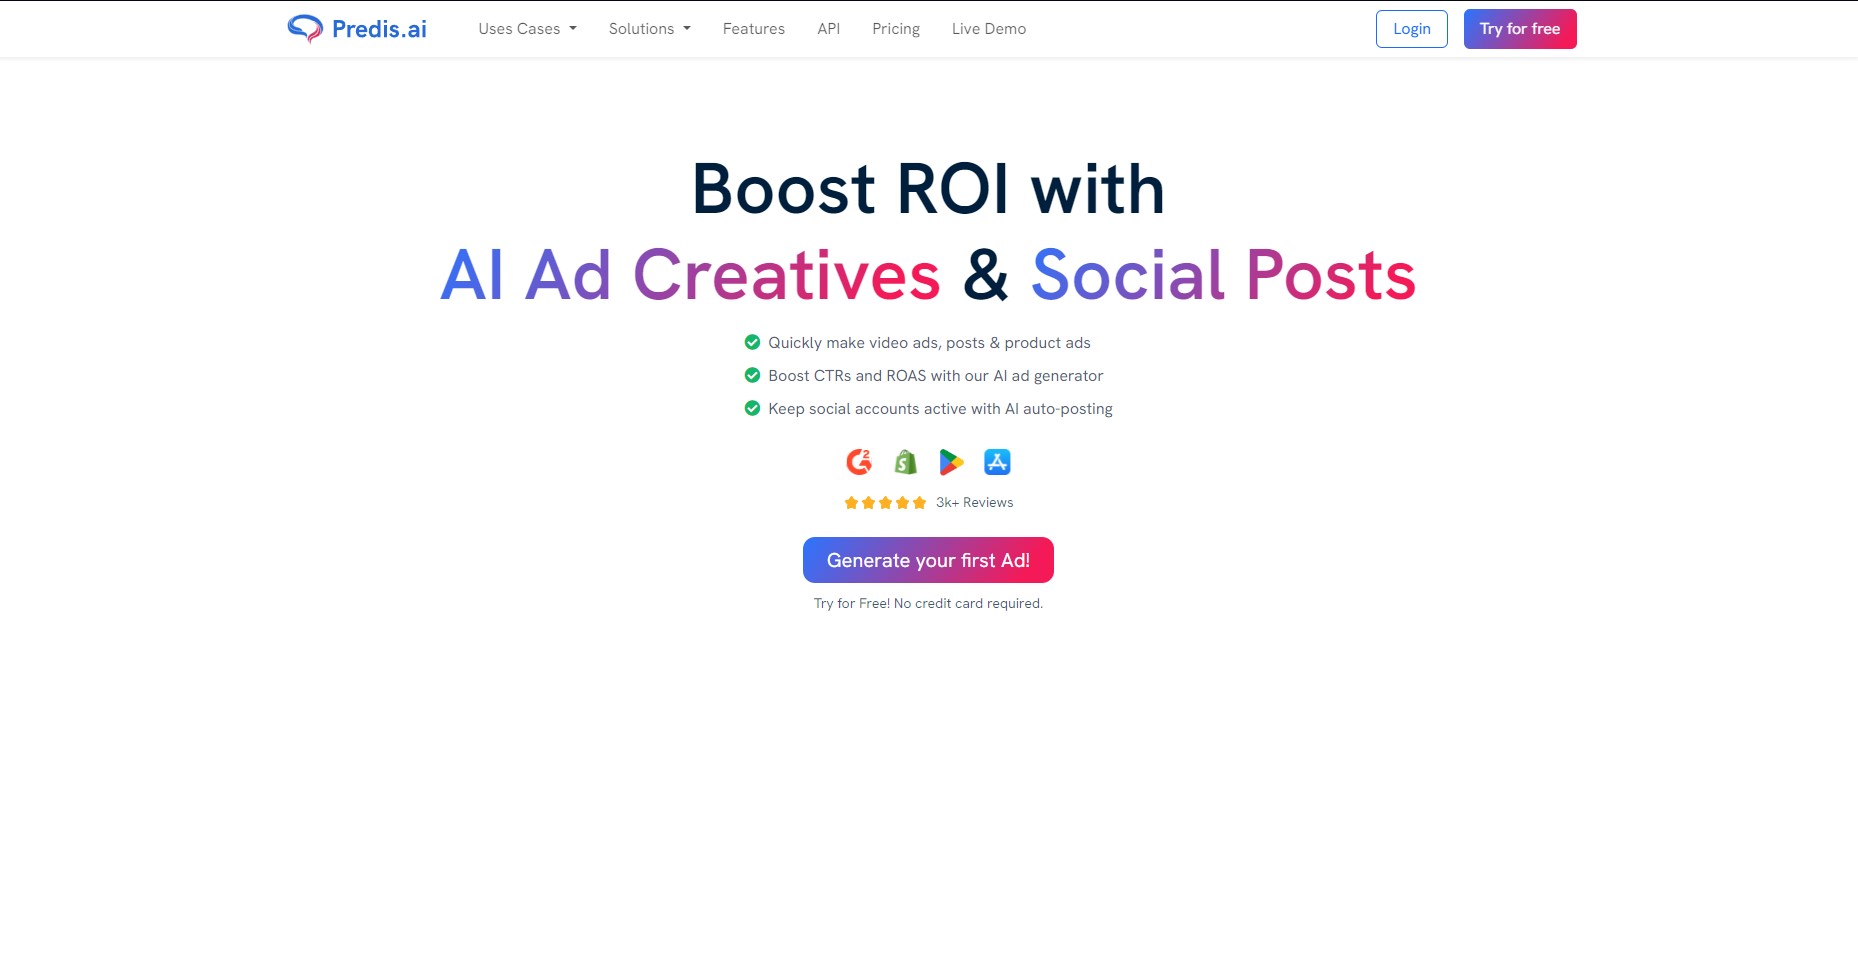 Predis.ai
Uses Cases
Solutions
Features
API
Pricing
Live Demo
Login
Try for free
Boost ROI with
AI Ad Creatives & Social Posts
Quickly make video ads, posts & product ads
Boost CTRs and ROAS with our AI ad generator
Keep social accounts active with AI auto-posting
3k+ Reviews
Generate your first Ad!
Try for Free! No credit card required.